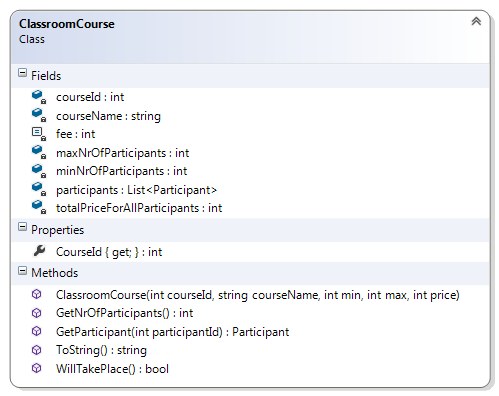 ClassroomCourse
Class
Fields
courseId : int
courseName : string
fee : int
maxNrOfParticipants : int
minNrOfParticipants : int
participants : List<Participant>
totalPriceForAllParticipants : int
Properties
CourseId { get; } : int
Methods
ClassroomCourse(int courseId, string courseName, int min, int max, int price)
GetNrOfParticipants() : int
GetParticipant(int participantId) : Participant
ToString() : string
WillTakePlace() : bool